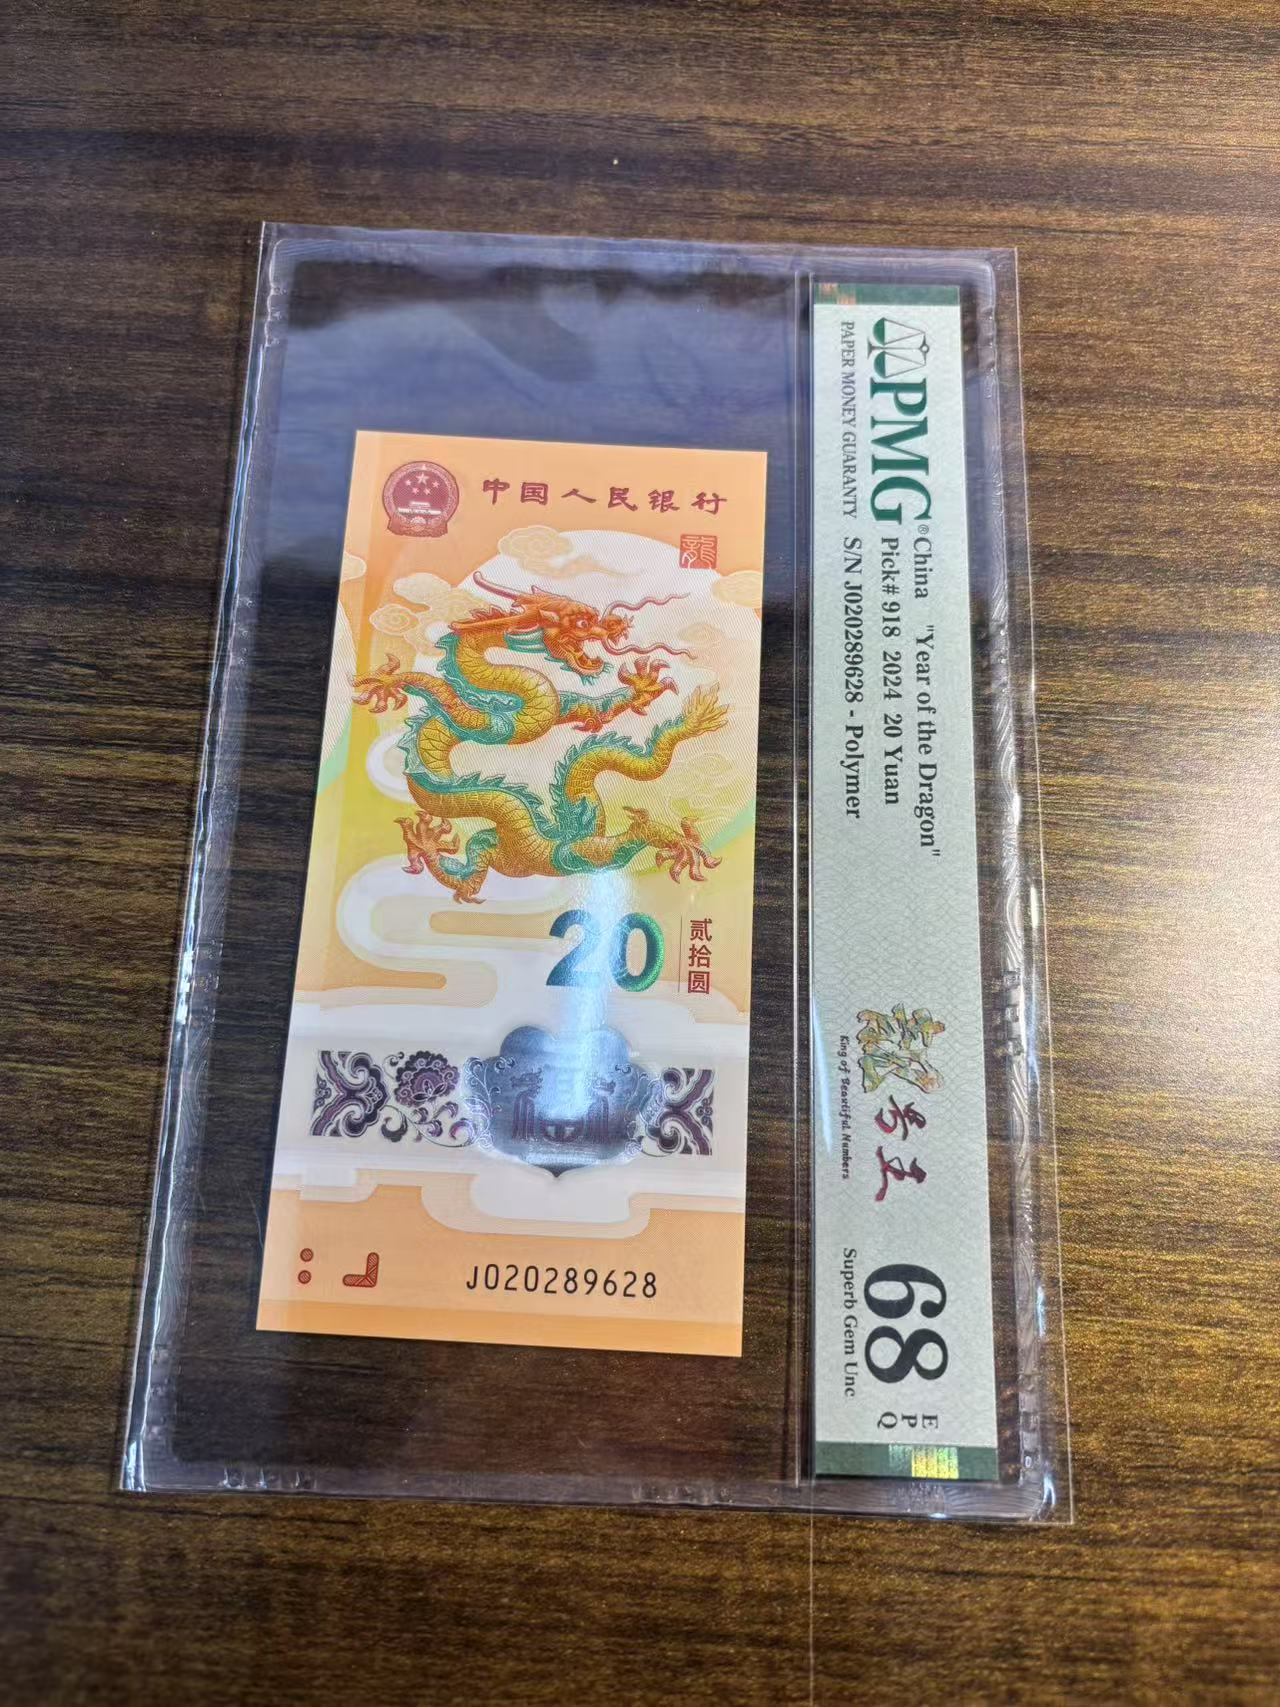 中国人民银行
龍
20
贰拾圆
J020289628
PMG®
PAPER MONEY GUARANTY
China "Year of the Dragon"
Pick# 918 2024 20 Yuan
S/N J020289628 - Polymer
King of Beautiful Numbers
68
EPQ
Superb Gem Unc